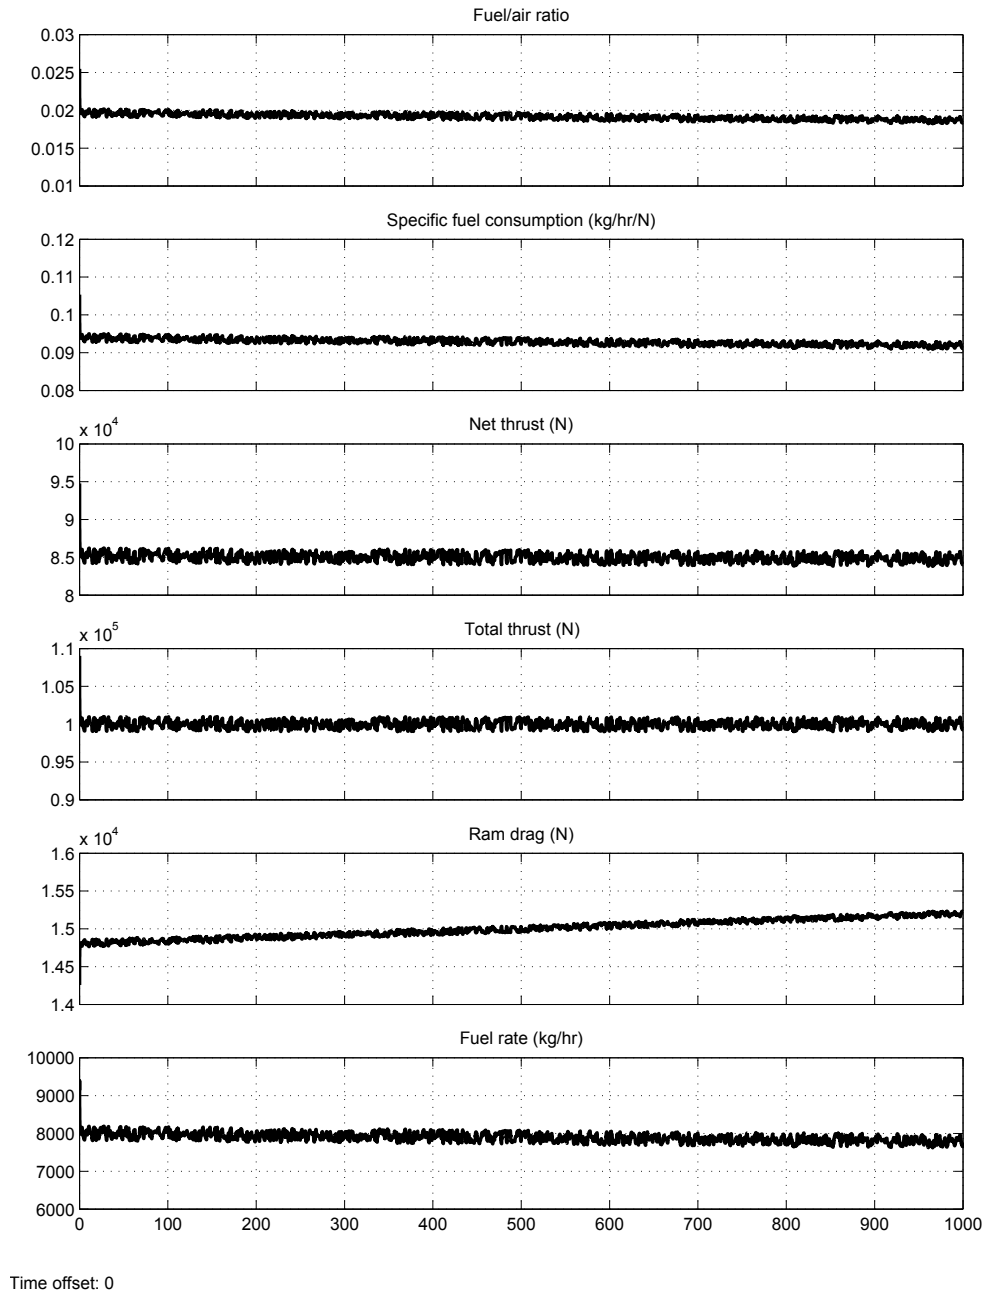 Fuel/air ratio
0.03
0.025
0.02
0.015
0.01
Specific fuel consumption (kg/hr/N)
0.12
0.11
0.1
0.09
0.08
Net thrust (N)
x 10^4
10
9.5
9
8.5
8
Total thrust (N)
x 10^5
1.1
1.05
1
0.95
0.9
Ram drag (N)
x 10^4
1.6
1.55
1.5
1.45
1.4
Fuel rate (kg/hr)
10000
9000
8000
7000
6000
0 100 200 300 400 500 600 700 800 900 1000
Time offset: 0